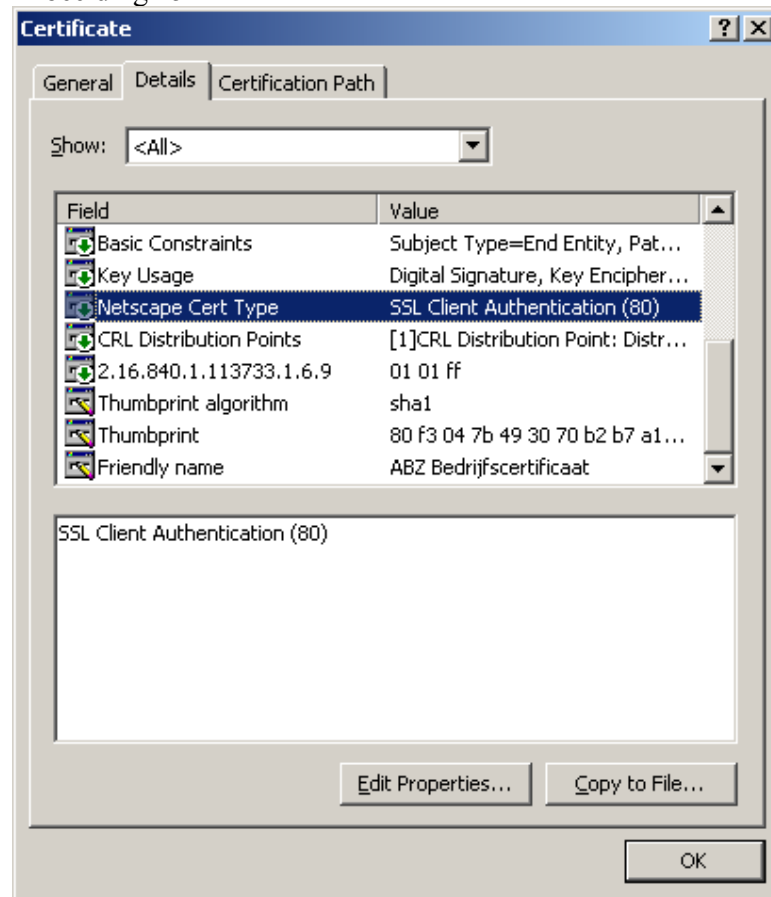 Certificate
General Details Certification Path
Show: <All>
Field Value
Basic Constraints Subject Type=End Entity, Pat...
Key Usage Digital Signature, Key Encipher...
Netscape Cert Type SSL Client Authentication (80)
CRL Distribution Points [1]CRL Distribution Point: Distr...
2.16.840.1.113733.1.6.9 01 01 ff
Thumbprint algorithm sha1
Thumbprint 80 f3 04 7b 49 30 70 b2 b7 a1...
Friendly name ABZ Bedrijfscertificaat
SSL Client Authentication (80)
Edit Properties... Copy to File...
OK